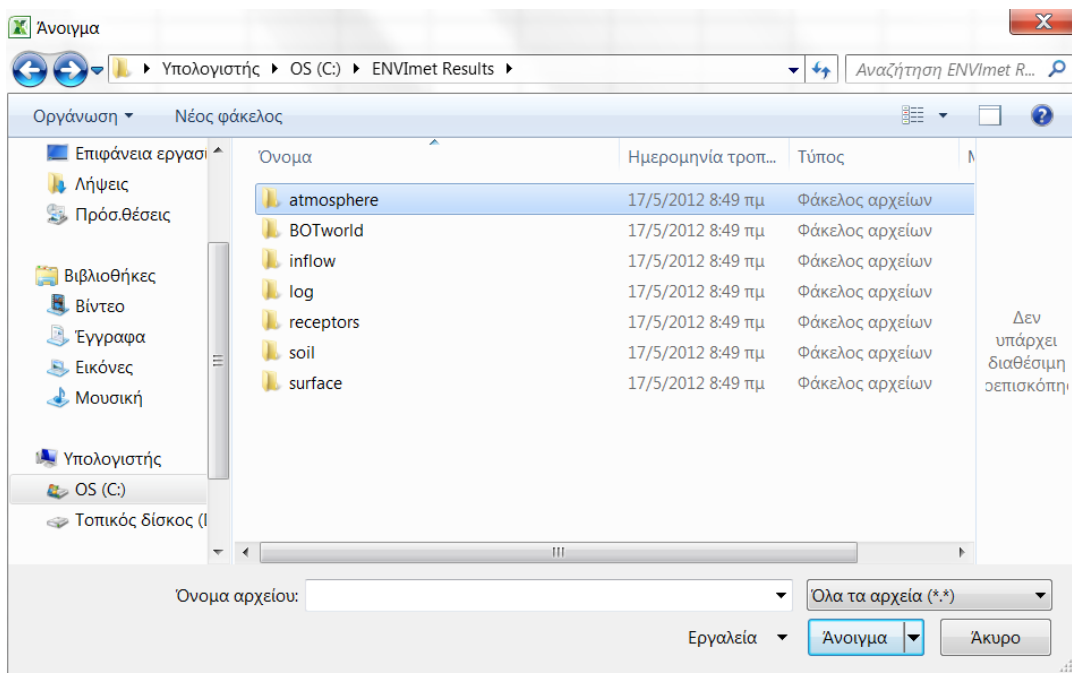 Άνοιγμα
Υπολογιστής OS (C:) ENVImet Results Αναζήτηση ENVImet R...
Οργάνωση Νέος φάκελος
Επιφάνεια εργασι
Λήψεις
Πρόσ.θέσεις
Βιβλιοθήκες
Βίντεο
Έγγραφα
Εικόνες
Μουσική
Υπολογιστής
OS (C:)
Τοπικός δίσκος (
Όνομα Ημερομηνία τροπ... Τύπος
atmosphere 17/5/2012 8:49 πμ Φάκελος αρχείων
BOTworld 17/5/2012 8:49 πμ Φάκελος αρχείων
inflow 17/5/2012 8:49 πμ Φάκελος αρχείων
log 17/5/2012 8:49 πμ Φάκελος αρχείων
receptors 17/5/2012 8:49 πμ Φάκελος αρχείων
soil 17/5/2012 8:49 πμ Φάκελος αρχείων
surface 17/5/2012 8:49 πμ Φάκελος αρχείων
Δεν
υπάρχει
διαθέσιμη
Όνομα αρχείου: Όλα τα αρχεία (*.*)
Εργαλεία Άνοιγμα Άκυρο